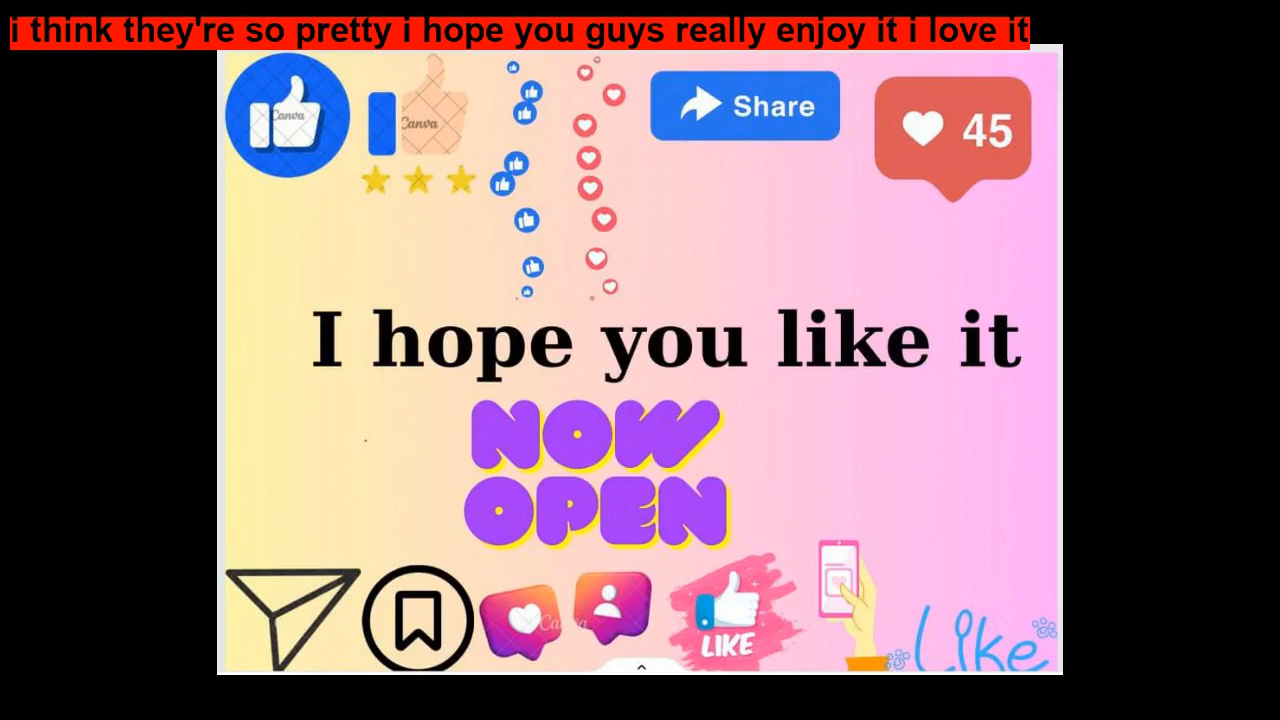 i think they're so pretty i hope you guys really enjoy it i love it
Canva
Canva
Share
45
I hope you like it
NOW
OPEN
Canva
LIKE
Like